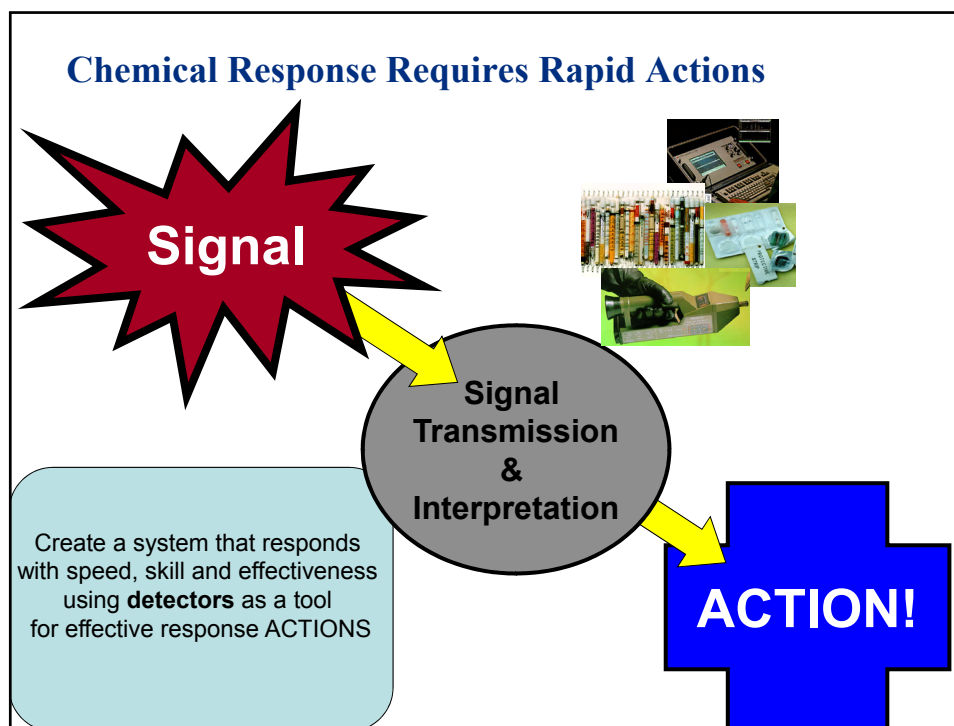 Chemical Response Requires Rapid Actions
Signal
Signal
Transmission
&
Interpretation
Create a system that responds
with speed, skill and effectiveness
using detectors as a tool
for effective response ACTIONS
ACTION!